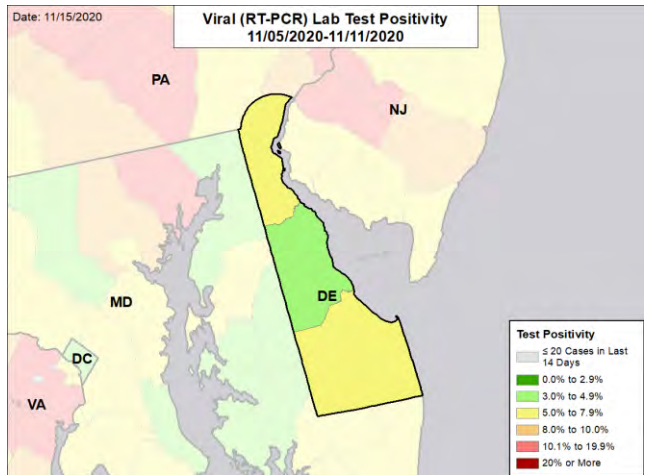 Date: 11/15/2020
Viral (RT-PCR) Lab Test Positivity
11/05/2020-11/11/2020
PA
NJ
MD
DE
DC
VA
Test Positivity
≤ 20 Cases in Last
14 Days
0.0% to 2.9%
3.0% to 4.9%
5.0% to 7.9%
8.0% to 10.0%
10.1% to 19.9%
20% or More